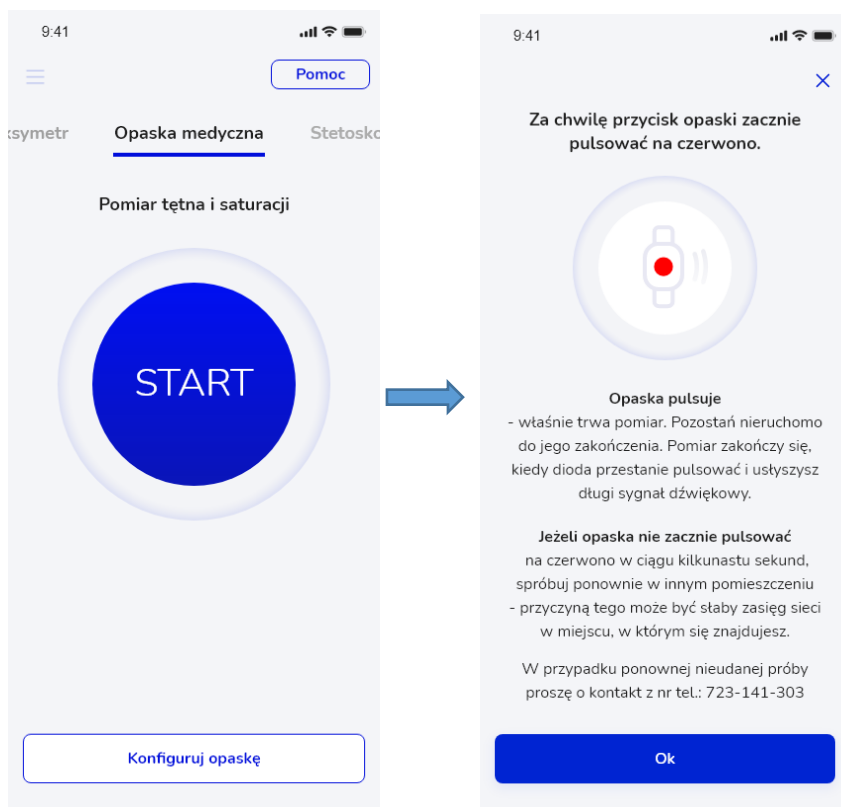 9:41
Pomoc
ksymetr Opaska medyczna Stetosko
Pomiar tętna i saturacji
START
Konfiguruj opaskę
9:41
Za chwilę przycisk opaski zacznie
pulsować na czerwono.
Opaska pulsuje
- właśnie trwa pomiar. Pozostań nieruchomo
do jego zakończenia. Pomiar zakończy się,
kiedy dioda przestanie pulsować i usłyszysz
długi sygnał dźwiękowy.
Jeżeli opaska nie zacznie pulsować
na czerwono w ciągu kilkunastu sekund,
spróbuj ponownie w innym pomieszczeniu
- przyczyną tego może być słaby zasięg sieci
w miejscu, w którym się znajdujesz.
W przypadku ponownej nieudanej próby
proszę o kontakt z nr tel.: 723-141-303
Ok